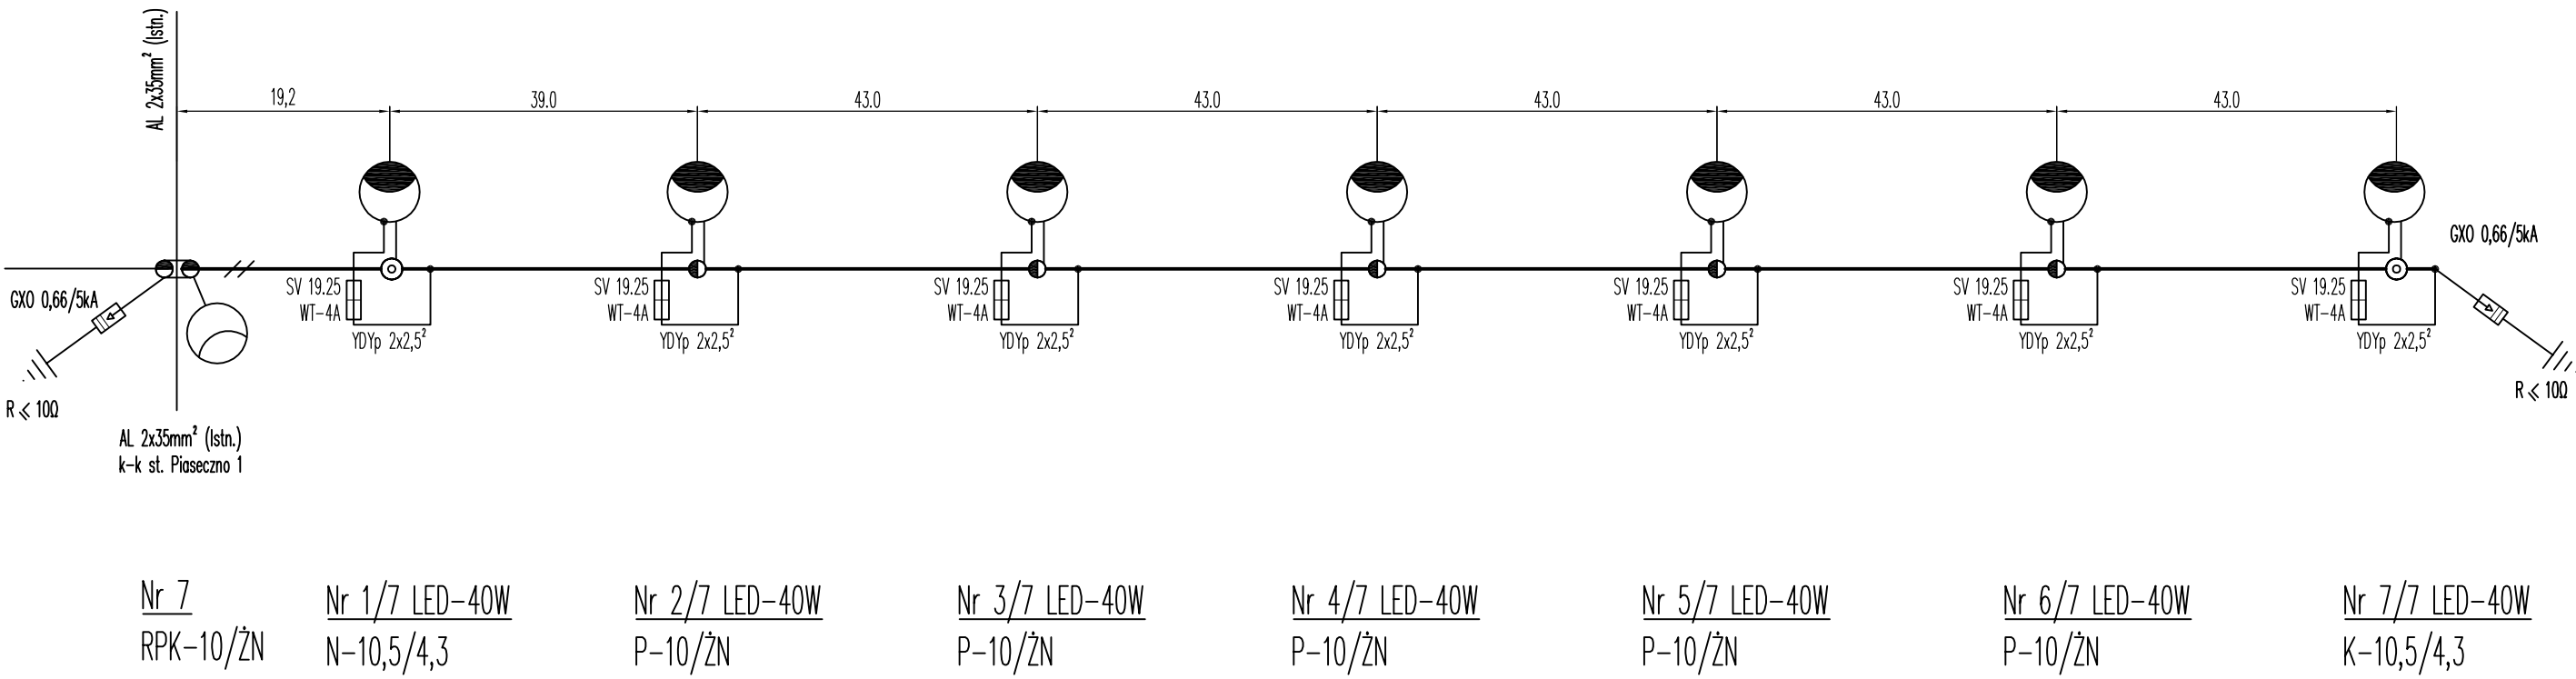 AL 2x35mm² (Istn.)
19,2
39.0
43.0
43.0
43.0
43.0
43.0
GXO 0,66/5kA
R ≤ 10Ω
AL 2x35mm² (Istn.)
k-k st. Piaseczno 1
SV 19.25
WT-4A
YDYp 2x2,5²
SV 19.25
WT-4A
YDYp 2x2,5²
SV 19.25
WT-4A
YDYp 2x2,5²
SV 19.25
WT-4A
YDYp 2x2,5²
SV 19.25
WT-4A
YDYp 2x2,5²
SV 19.25
WT-4A
YDYp 2x2,5²
SV 19.25
WT-4A
YDYp 2x2,5²
GXO 0,66/5kA
R ≤ 10Ω
Nr 7
RPK-10/ŻN
Nr 1/7 LED-40W
N-10,5/4,3
Nr 2/7 LED-40W
P-10/ŻN
Nr 3/7 LED-40W
P-10/ŻN
Nr 4/7 LED-40W
P-10/ŻN
Nr 5/7 LED-40W
P-10/ŻN
Nr 6/7 LED-40W
P-10/ŻN
Nr 7/7 LED-40W
K-10,5/4,3